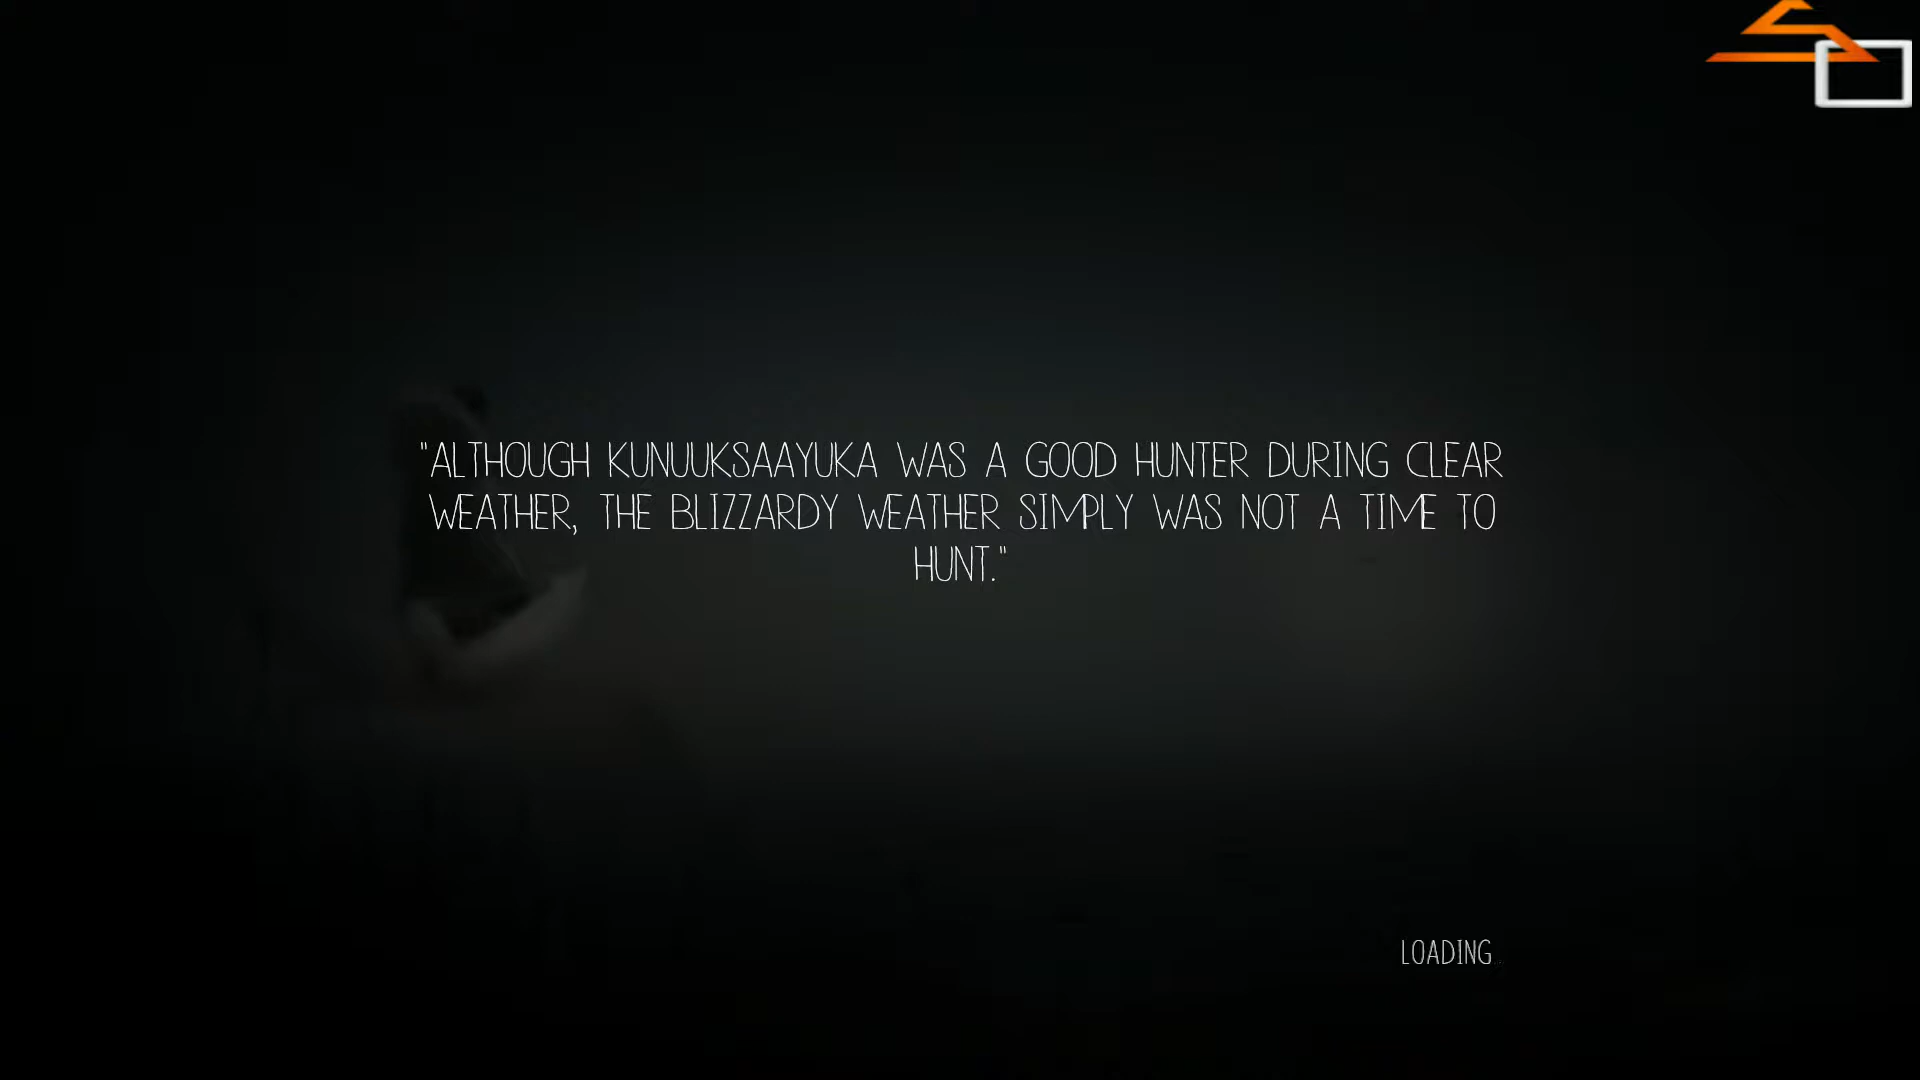 "ALTHOUGH KUNUUKSAAYUKA WAS A GOOD HUNTER DURING CLEAR
WEATHER, THE BLIZZARDY WEATHER SIMPLY WAS NOT A TIME TO
HUNT."
LOADING..